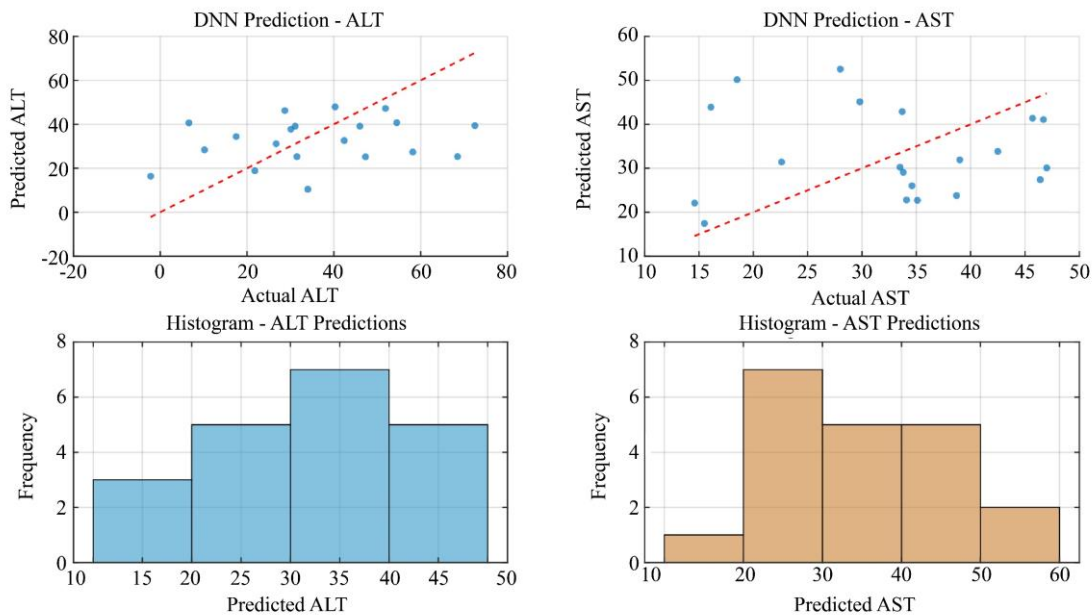 DNN Prediction - ALT
Predicted ALT
80
60
40
20
0
-20
-20 0 20 40 60 80
Actual ALT
DNN Prediction - AST
Predicted AST
60
50
40
30
20
10
10 15 20 25 30 35 40 45 50
Actual AST
Histogram - ALT Predictions
Frequency
8
6
4
2
0
10 15 20 25 30 35 40 45 50
Predicted ALT
Histogram - AST Predictions
Frequency
8
6
4
2
0
10 20 30 40 50 60
Predicted AST